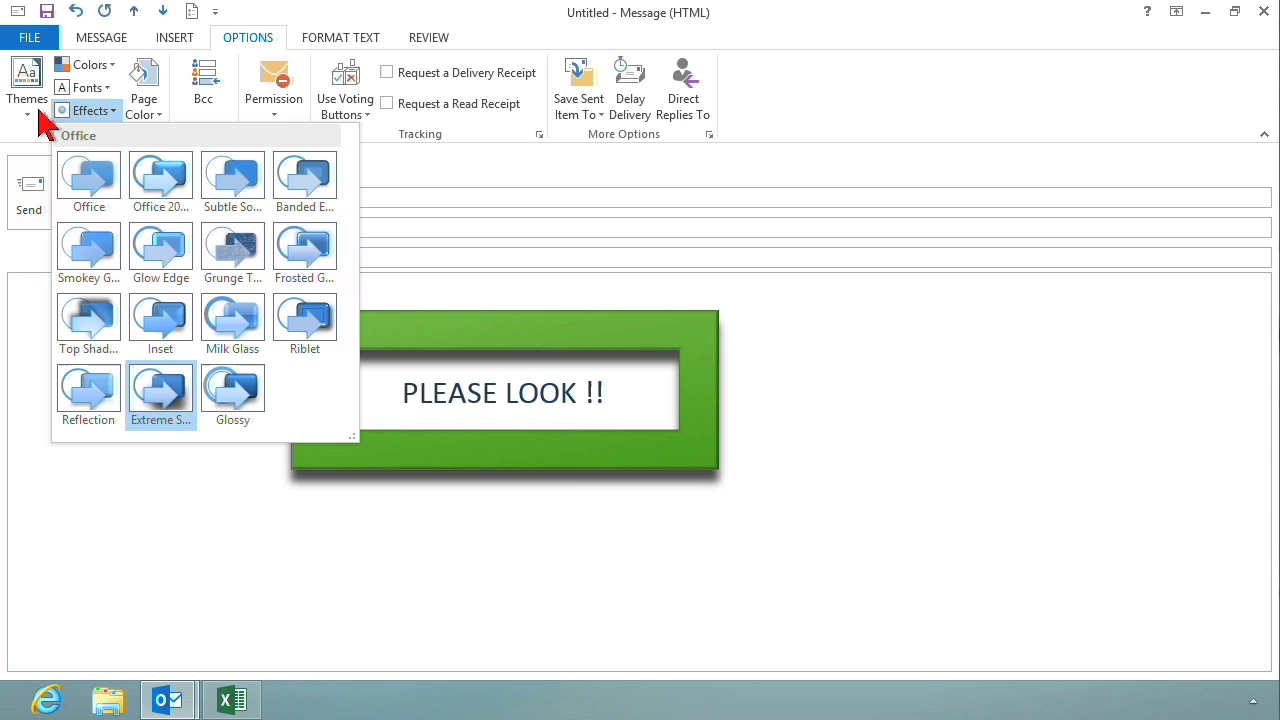 Untitled - Message (HTML)
?
FILE MESSAGE INSERT OPTIONS FORMAT TEXT REVIEW
Aa Colors
A Fonts
Effects
Themes
Page
Color
Bcc
Permission
Use Voting
Buttons
Request a Delivery Receipt
Request a Read Receipt
Tracking
Save Sent
Item To
Delay
Delivery
Direct
Replies To
More Options
Office
Office Office 20... Subtle So... Banded E...
Smokey G... Glow Edge Grunge T... Frosted G...
Top Shad... Inset Milk Glass Riblet
Reflection Extreme S... Glossy
Send
PLEASE LOOK !!